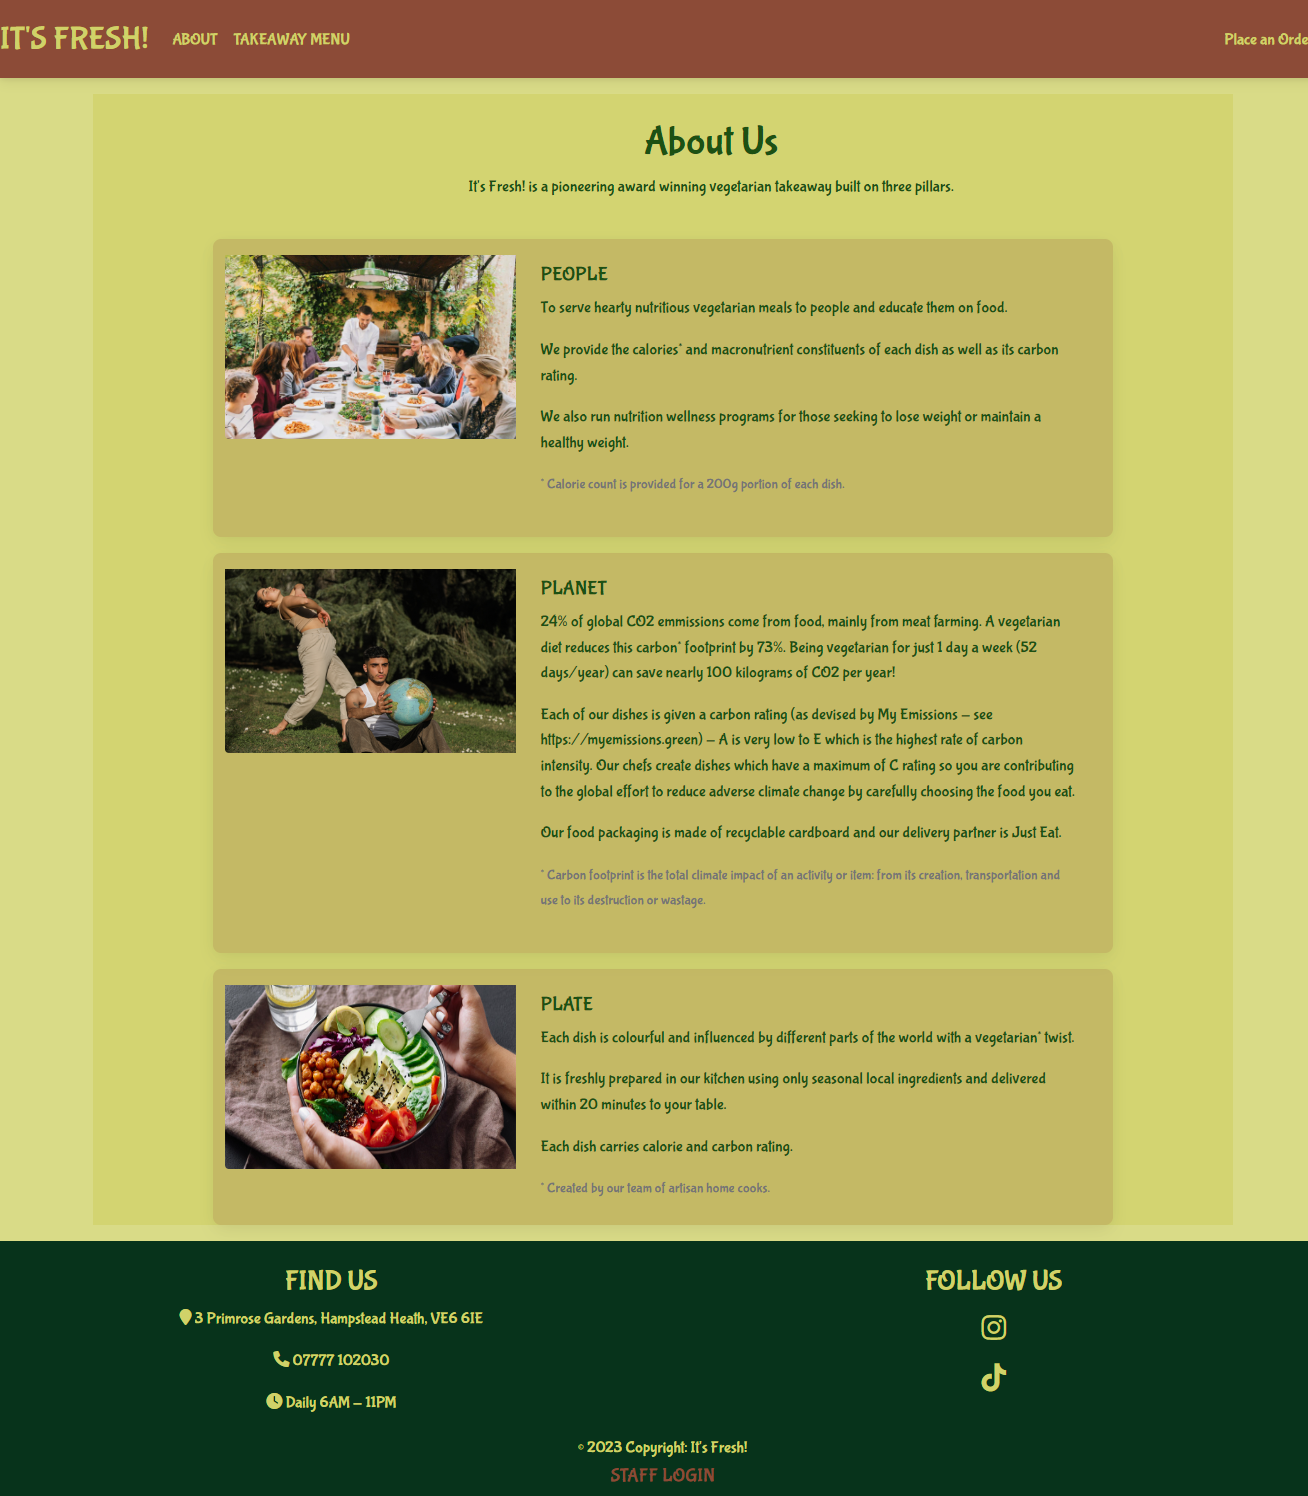 IT'S FRESH!
ABOUT
TAKEAWAY MENU
Place an Orde
About Us
It's Fresh! is a pioneering award winning vegetarian takeaway built on three pillars.
PEOPLE
To serve hearty nutritious vegetarian meals to people and educate them on food.
We provide the calories* and macronutrient constituents of each dish as well as its carbon
rating.
We also run nutrition wellness programs for those seeking to lose weight or maintain a
healthy weight.
* Calorie count is provided for a 200g portion of each dish.
PLANET
24% of global CO2 emmissions come from food, mainly from meat farming. A vegetarian
diet reduces this carbon* footprint by 73%. Being vegetarian for just 1 day a week (52
days/year) can save nearly 100 kilograms of CO2 per year!
Each of our dishes is given a carbon rating (as devised by My Emissions – see
https://myemissions.green) – A is very low to E which is the highest rate of carbon
intensity. Our chefs create dishes which have a maximum of C rating so you are contributing
to the global effort to reduce adverse climate change by carefully choosing the food you eat.
Our food packaging is made of recyclable cardboard and our delivery partner is Just Eat.
* Carbon footprint is the total climate impact of an activity or item: from its creation, transportation and
use to its destruction or wastage.
PLATE
Each dish is colourful and influenced by different parts of the world with a vegetarian* twist.
It is freshly prepared in our kitchen using only seasonal local ingredients and delivered
within 20 minutes to your table.
Each dish carries calorie and carbon rating.
* Created by our team of artisan home cooks.
FIND US
3 Primrose Gardens, Hampstead Heath, VE6 6IE
07777 102030
Daily 6AM – 11PM
FOLLOW US
© 2023 Copyright: It's Fresh!
STAFF LOGIN